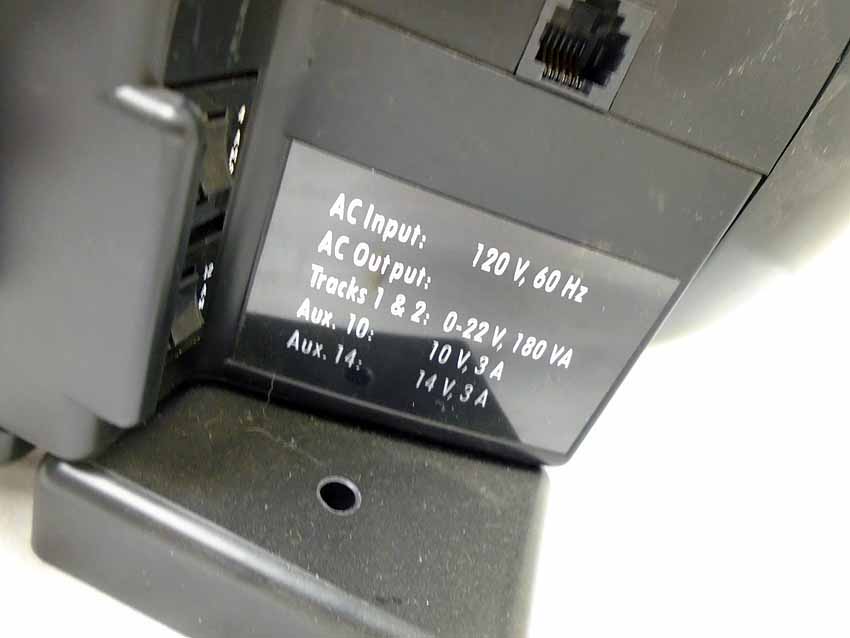 AC Input: 120 V, 60 Hz
AC Output:
Tracks 1 & 2: 0-22 V, 180 VA
Aux. 10: 10 V, 3 A
Aux. 14: 14 V, 3 A